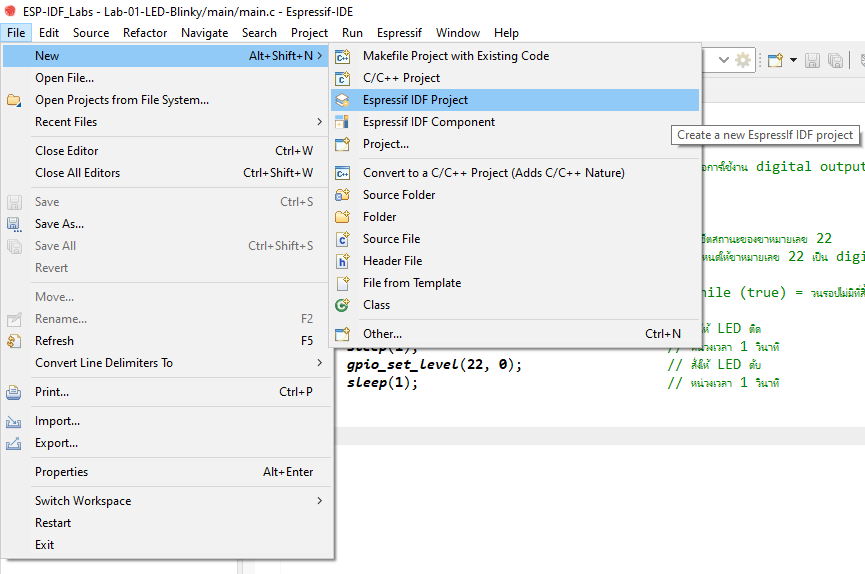 ESP-IDF_Labs - Lab-01-LED-Blinky/main/main.c - Espressif-IDE
File Edit Source Refactor Navigate Search Project Run Espressif Window Help
New Alt+Shift+N
Open File...
Open Projects from File System...
Recent Files
Close Editor Ctrl+W
Close All Editors Ctrl+Shift+W
Save Ctrl+S
Save As...
Save All Ctrl+Shift+S
Revert
Move...
Rename... F2
Refresh F5
Convert Line Delimiters To
Print... Ctrl+P
Import...
Export...
Properties Alt+Enter
Switch Workspace
Restart
Exit
Makefile Project with Existing Code
C/C++ Project
Espressif IDF Project
Espressif IDF Component
Project...
Convert to a C/C++ Project (Adds C/C++ Nature)
Source Folder
Folder
Source File
Header File
File from Template
Class
Other... Ctrl+N
Create a new EspressIf IDF project
อการใช้งาน digital output
ซ็ตสถานะของขาหมายเลข 22
หนดให้ขาหมายเลข 22 เป็น digi
hile (true) = วนรอบไม่มีที่สิ้
ให้ LED ติด
sleep(1); // หน่วงเวลา 1 วินาที
gpio_set_level(22, 0); // สั่งให้ LED ดับ
sleep(1); // หน่วงเวลา 1 วินาที